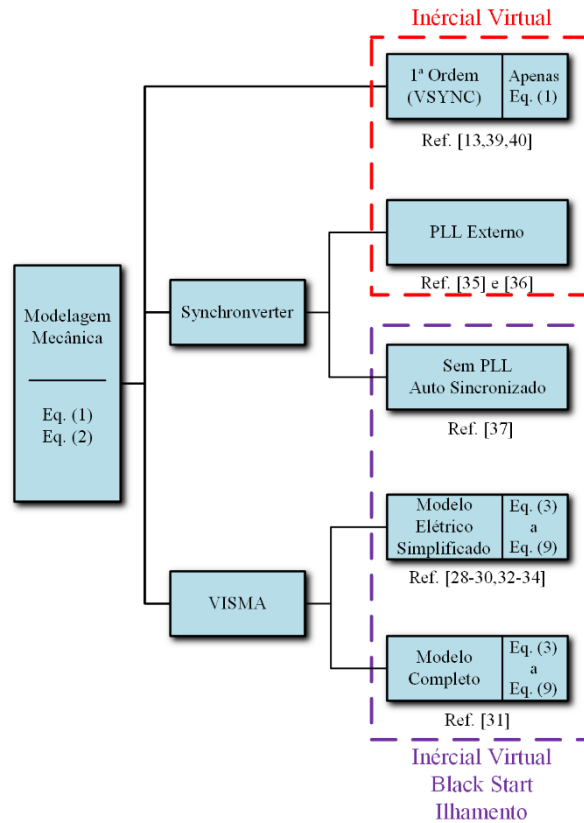 Inércial Virtual
1ª Ordem
(VSYNC)
Apenas
Eq. (1)
Ref. [13,39,40]
PLL Externo
Ref. [35] e [36]
Modelagem
Mecânica
Eq. (1)
Eq. (2)
Synchronverter
Sem PLL
Auto Sincronizado
Ref. [37]
VISMA
Modelo
Elétrico
Simplificado
Eq. (3)
a
Eq. (9)
Ref. [28-30,32-34]
Modelo
Completo
Eq. (3)
a
Eq. (9)
Ref. [31]
Inércial Virtual
Black Start
Ilhamento